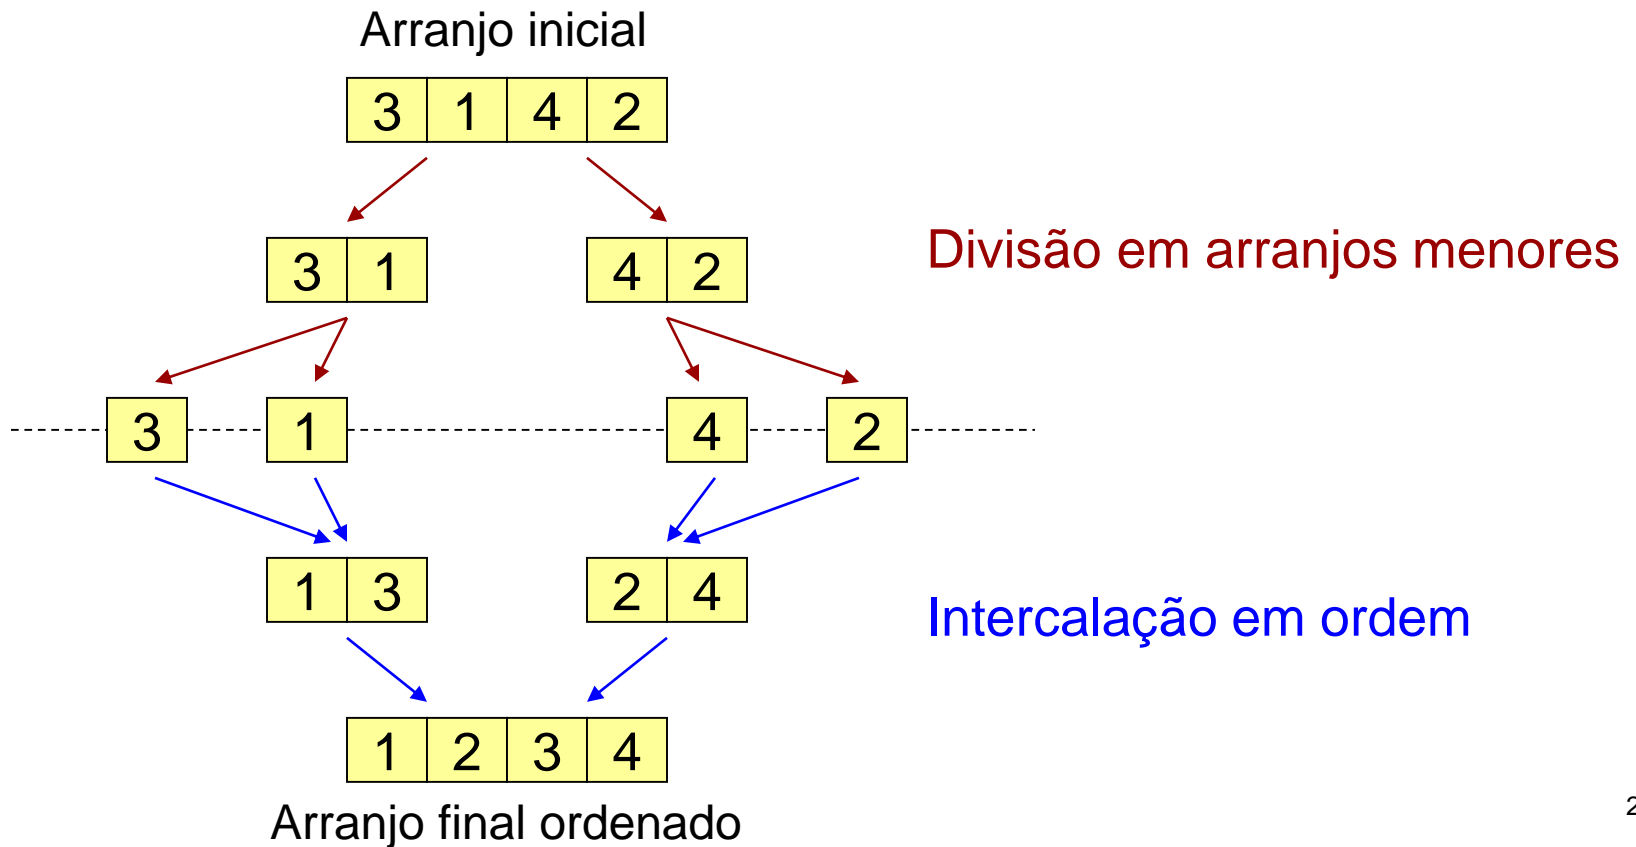 Arranjo inicial
3 1 4 2
3 1 4 2
Divisão em arranjos menores
3 1 4 2
1 3 2 4
Intercalação em ordem
1 2 3 4
Arranjo final ordenado
2